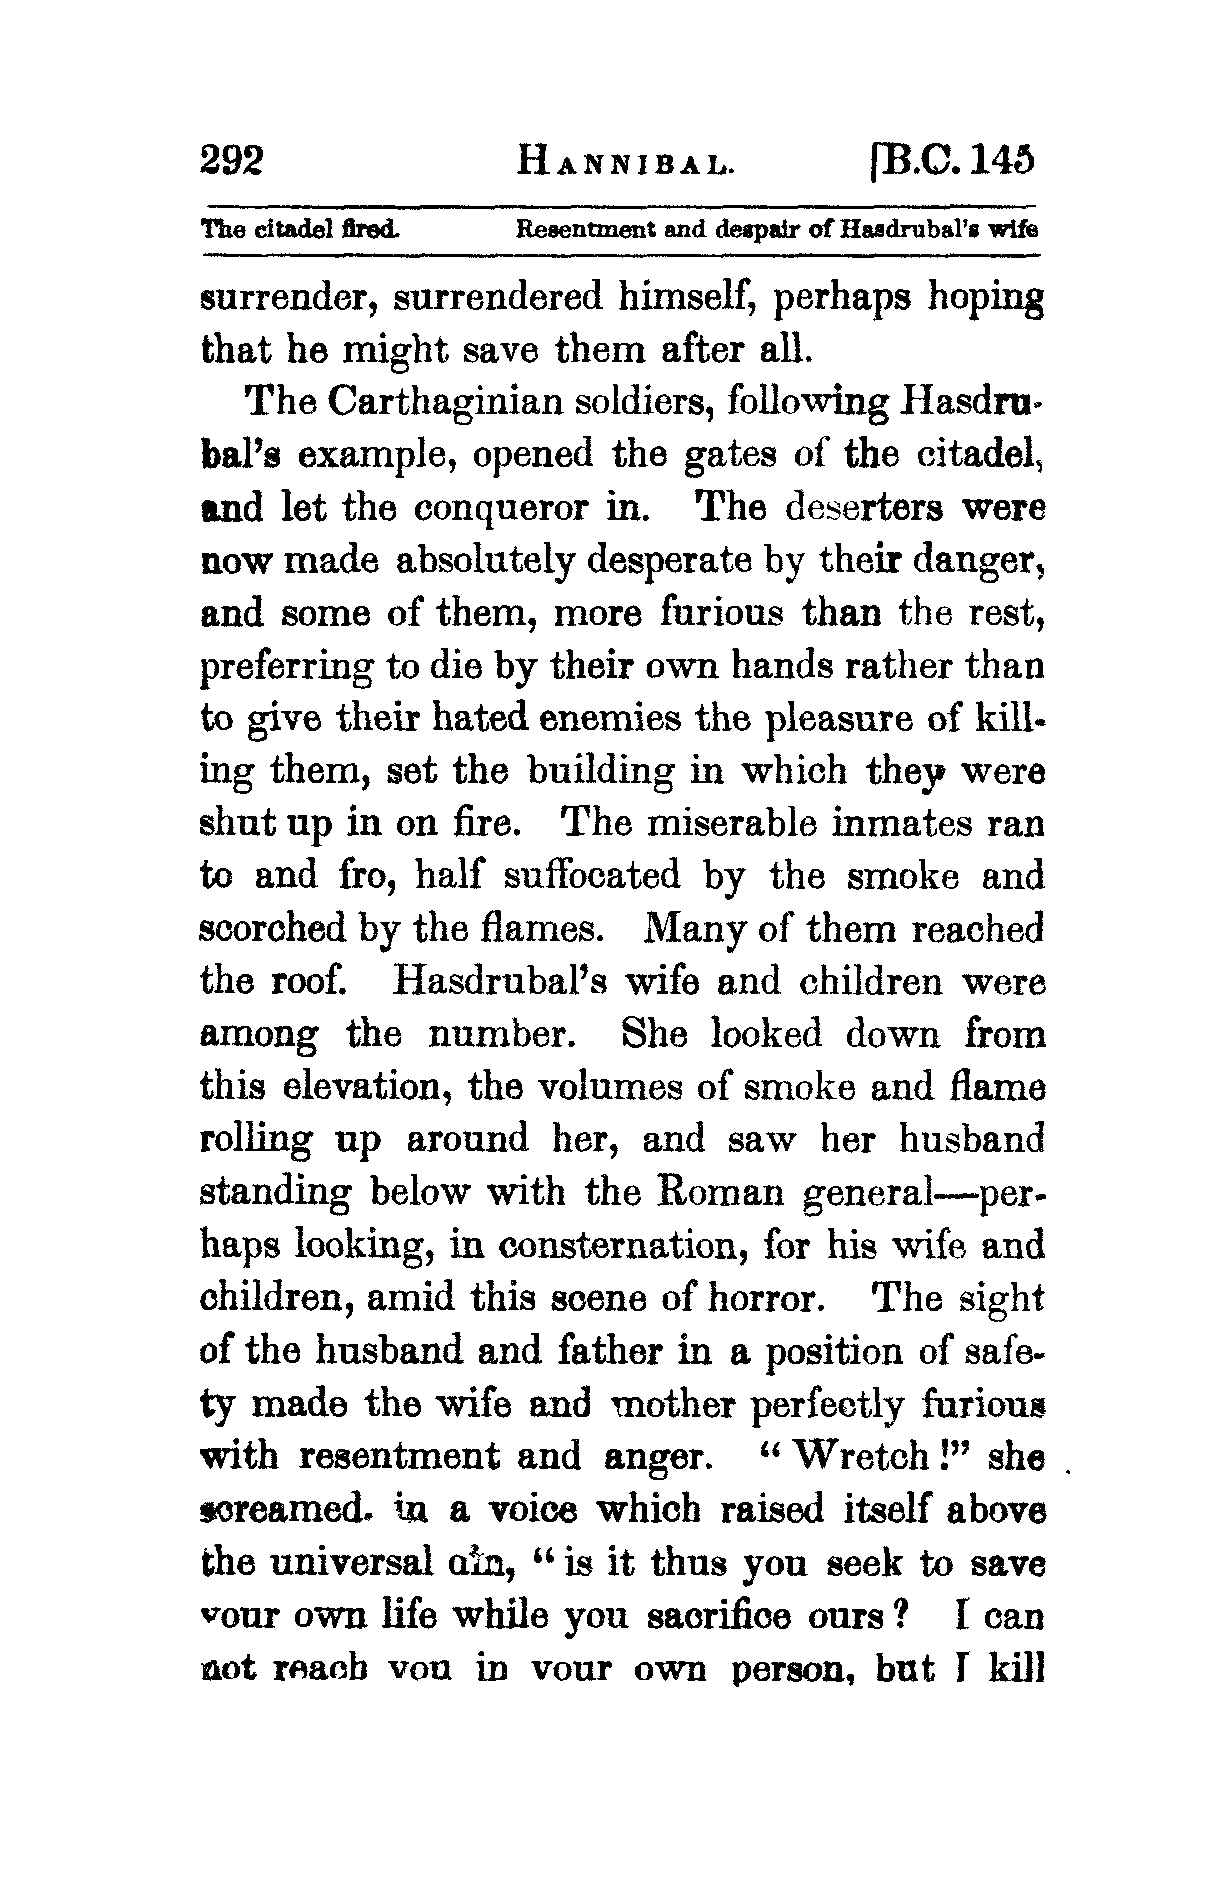 292 HANNIBAL. [B.C. 145
The citadel fired. Resentment and despair of Hasdrubal's wife
surrender, surrendered himself, perhaps hoping
that he might save them after all.
The Carthaginian soldiers, following Hasdru-
bal's example, opened the gates of the citadel,
and let the conqueror in. The deserters were
now made absolutely desperate by their danger,
and some of them, more furious than the rest,
preferring to die by their own hands rather than
to give their hated enemies the pleasure of kill-
ing them, set the building in which they were
shut up in on fire. The miserable inmates ran
to and fro, half suffocated by the smoke and
scorched by the flames. Many of them reached
the roof. Hasdrubal's wife and children were
among the number. She looked down from
this elevation, the volumes of smoke and flame
rolling up around her, and saw her husband
standing below with the Roman general—per-
haps looking, in consternation, for his wife and
children, amid this scene of horror. The sight
of the husband and father in a position of safe-
ty made the wife and mother perfectly furious
with resentment and anger. "Wretch!" she
screamed, in a voice which raised itself above
the universal din, "is it thus you seek to save
your own life while you sacrifice ours? I can
not reach you in your own person, but I kill